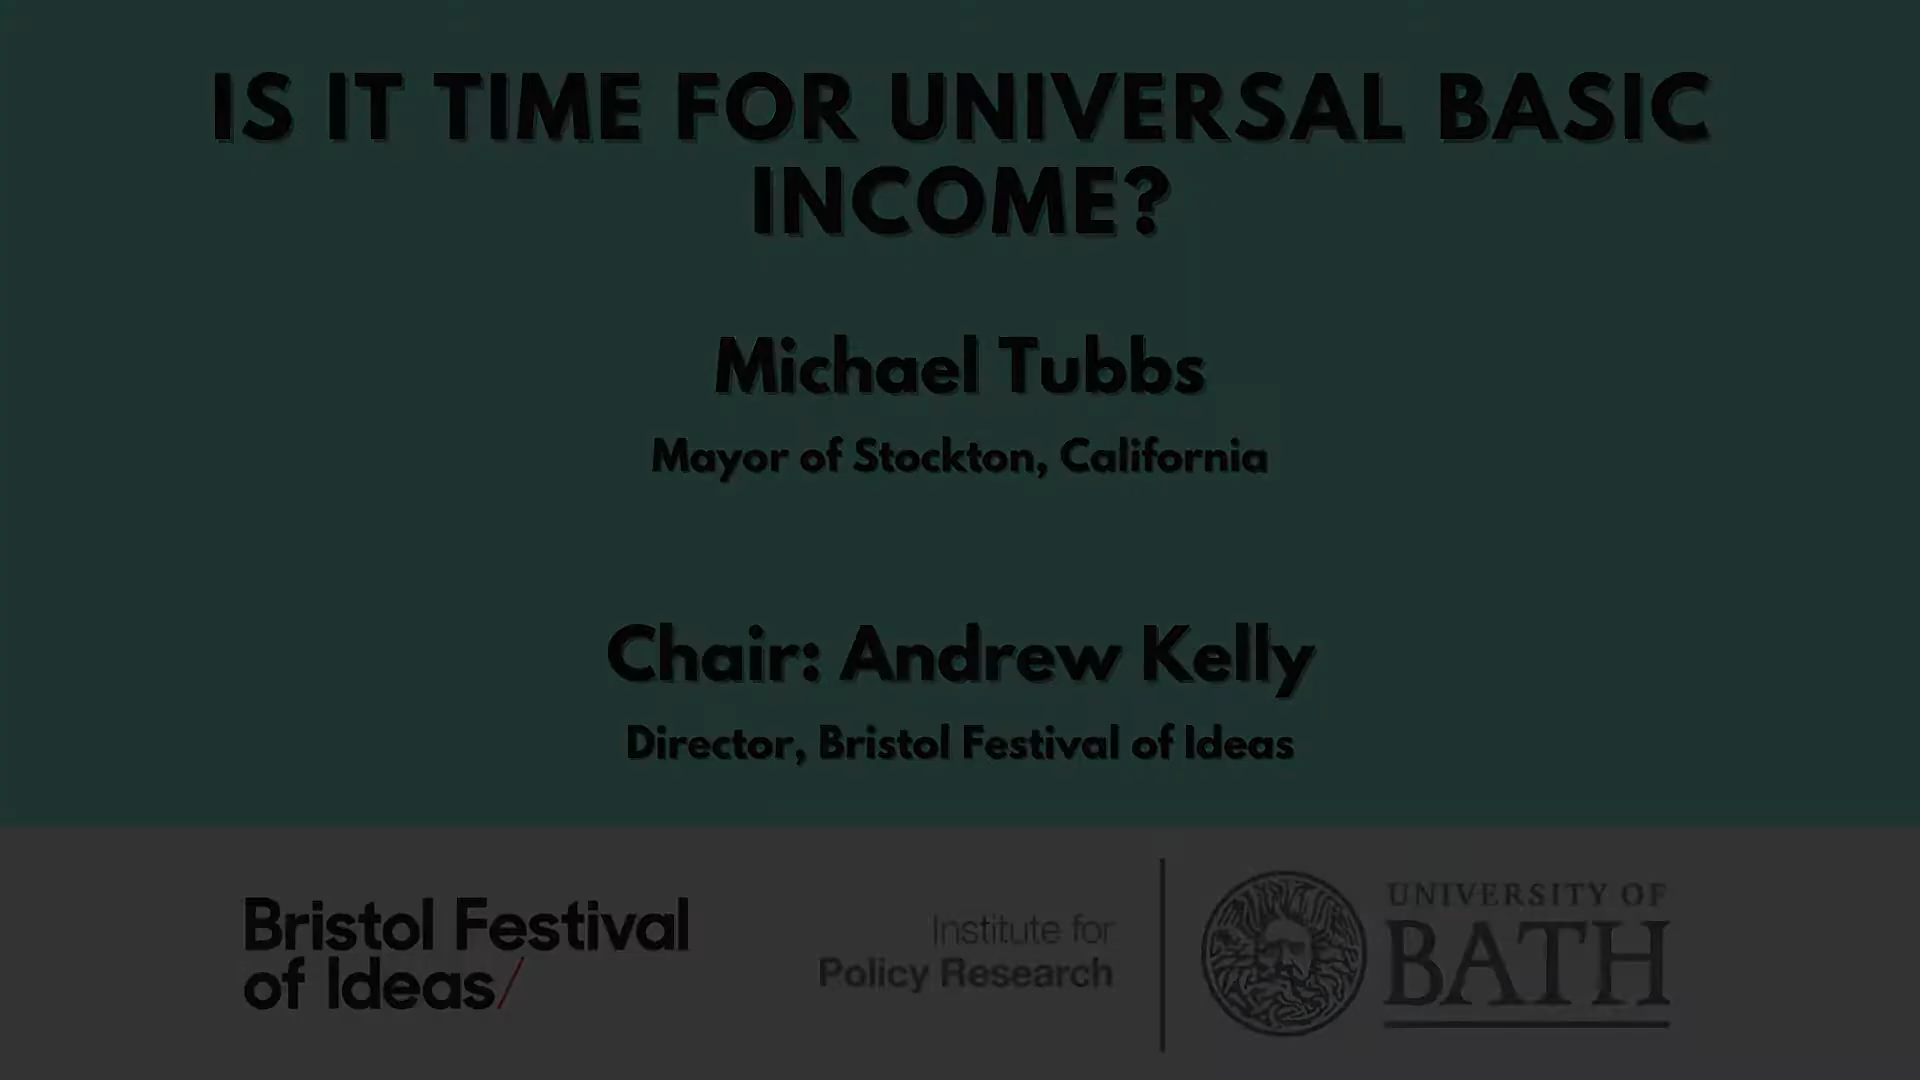 IS IT TIME FOR UNIVERSAL BASIC
INCOME?
Michael Tubbs
Mayor of Stockton, California
Chair: Andrew Kelly
Director, Bristol Festival of Ideas
Bristol Festival
of Ideas/
Institute for
Policy Research
UNIVERSITY OF
BATH